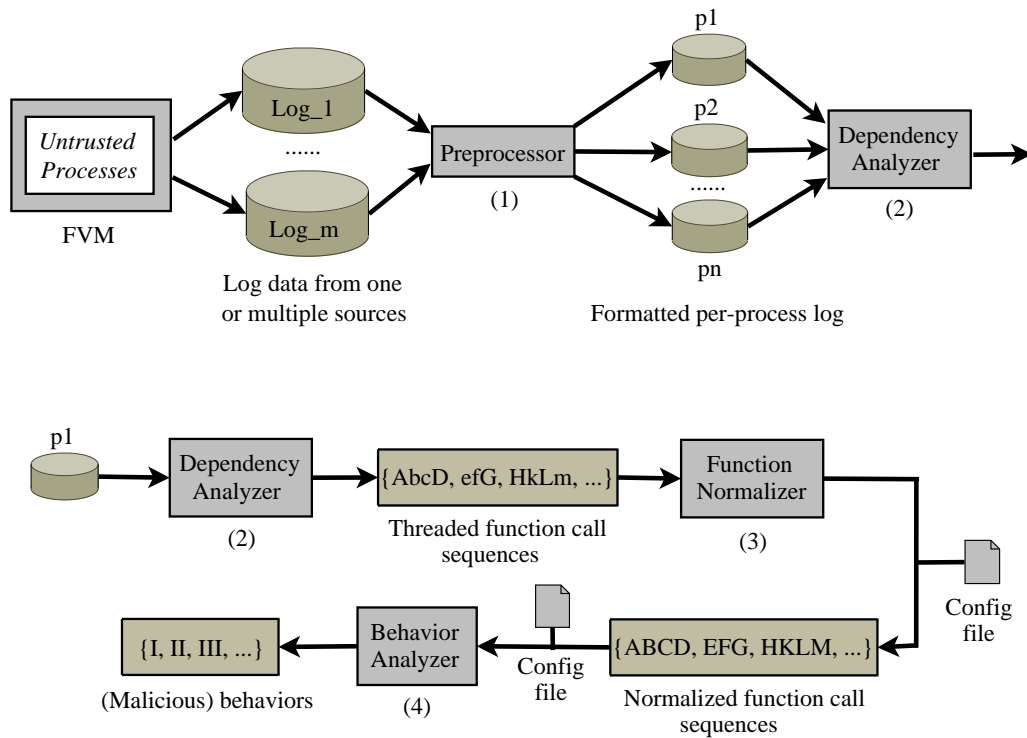 p1
Log_1
Untrusted
Processes
......
p2
Preprocessor
Dependency
Analyzer
(1)
......
(2)
Log_m
FVM
pn
Log data from one
or multiple sources
Formatted per-process log
p1
Dependency
Analyzer
{AbcD, efG, HkLm, ...}
Function
Normalizer
(2)
Threaded function call
sequences
(3)
Config
file
{I, II, III, ...}
Behavior
Analyzer
Config
file
{ABCD, EFG, HKLM, ...}
(Malicious) behaviors
(4)
Normalized function call
sequences